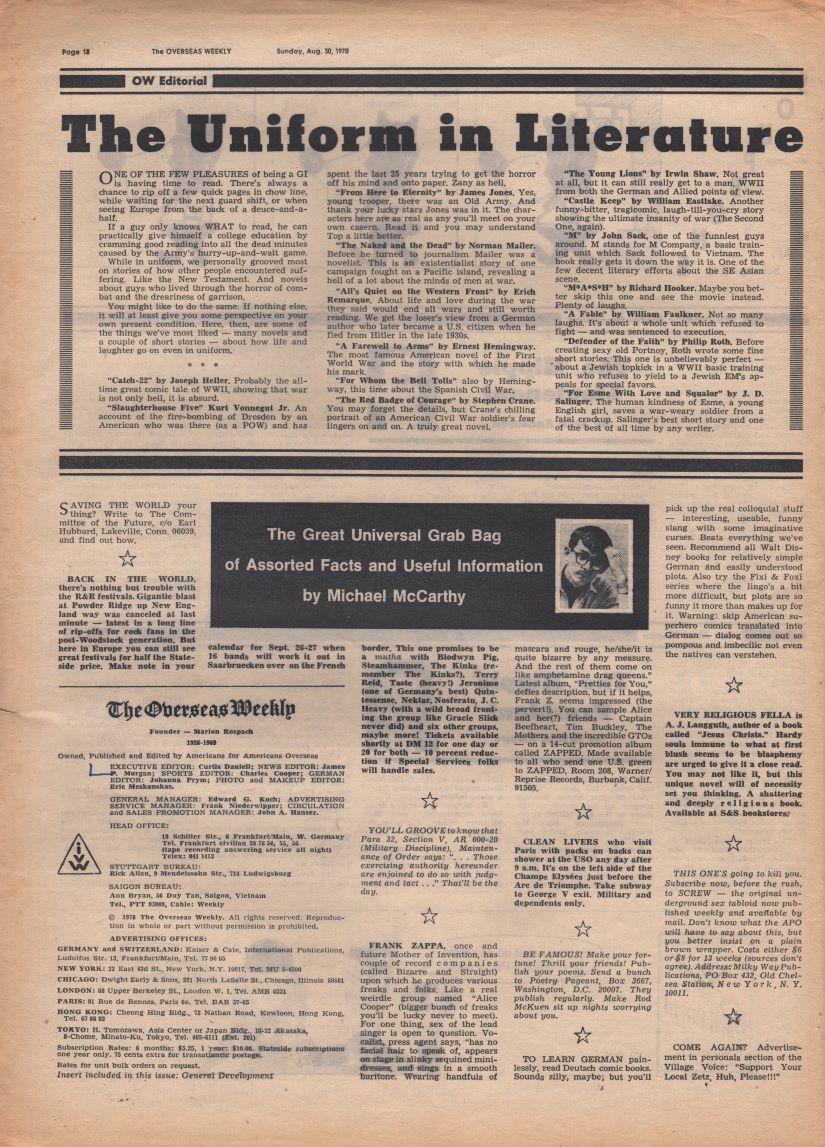 Page 18
The OVERSEAS WEEKLY
Sunday, Aug. 30, 1970
OW Editorial
The Uniform in Literature
ONE OF THE FEW PLEASURES of being a GI
is having time to read. There's always a
chance to rip off a few quick pages in chow line,
while waiting for the next guard shift, or when
seeing Europe from the back of a deuce-and-a-
half.
If a guy only knows WHAT to read, he can
practically give himself a college education by
cramming good reading into all the dead minutes
caused by the Army's hurry-up-and-wait game.
While in uniform, we personally grooved most
on stories of how other people encountered suf-
fering. Like the New Testament. And novels
about guys who lived through the horror of com-
bat and the dreariness of garrison.
You might like to do the same. If nothing else,
it will at least give you some perspective on your
own present condition. Here, then, are some of
the things we've most liked — many novels and
a couple of short stories — about how life and
laughter go on even in uniform.
* * *
"Catch-22" by Joseph Heller. Probably the all-
time great comic tale of WWII, showing that war
is not only hell, it is absurd.
"Slaughterhouse Five" Kurt Vonnegut Jr. An
account of the fire-bombing of Dresden by an
American who was there (as a POW) and has
spent the last 25 years trying to get the horror
off his mind and onto paper. Zany as hell.
"From Here to Eternity" by James Jones. Yes,
young trooper, there was an Old Army. And
thank your lucky stars Jones was in it. The char-
acters here are as real as any you'll meet on your
own casern. Read it and you may understand
Top a little better.
"The Naked and the Dead" by Norman Mailer.
Before he turned to journalism Mailer was a
novelist. This is an existentialist story of one
campaign fought on a Pacific island, revealing a
hell of a lot about the minds of men at war.
"All's Quiet on the Western Front" by Erich
Remarque. About life and love during the war
they said would end all wars and still worth
reading. We get the loser's view from a German
author who later became a U.S. citizen when he
fled from Hitler in the late 1930s.
"A Farewell to Arms" by Ernest Hemingway.
The most famous American novel of the First
World War and the story with which he made
his mark.
"For Whom the Bell Tolls" also by Heming-
way, this time about the Spanish Civil War.
"The Red Badge of Courage" by Stephen Crane.
You may forget the details, but Crane's chilling
portrait of an American Civil War soldier's fear
lingers on and on. A truly great novel.
"The Young Lions" by Irwin Shaw. Not great
at all, but it can still really get to a man, WWII
from both the German and Allied points of view.
"Castle Keep" by William Eastlake. Another
funny-bitter, tragicomic, laugh-till-you-cry story
showing the ultimate insanity of war (The Second
One, again).
"M" by John Sack, one of the funniest guys
around. M stands for M Company, a basic train-
ing unit which Sack followed to Vietnam. The
book really gets it down the way it is. One of the
few decent literary efforts about the SE Asian
scene.
"M*A*S*H" by Richard Hooker. Maybe you bet-
ter skip this one and see the movie instead.
Plenty of laughs.
"A Fable" by William Faulkner. Not so many
laughs. It's about a whole unit which refused to
fight — and was sentenced to execution.
"Defender of the Faith" by Philip Roth. Before
creating sexy old Portnoy, Roth wrote some fine
short stories. This one is unbelievably perfect —
about a Jewish topkick in a WWII basic training
unit who refuses to yield to a Jewish EM's ap-
peals for special favors.
"For Esme With Love and Squalor" by J. D.
Salinger. The human kindness of Esme, a young
English girl, saves a war-weary soldier from a
fatal crackup. Salinger's best short story and one
of the best of all time by any writer.
The Great Universal Grab Bag
of Assorted Facts and Useful Information
by Michael McCarthy
SAVING THE WORLD your
thing? Write to The Com-
mittee of the Future, c/o Earl
Hubbard, Lakeville, Conn. 06039,
and find out how.
BACK IN THE WORLD,
there's nothing but trouble with
the R&R festivals. Gigantic blast
at Powder Ridge up New Eng-
land way was canceled at last
minute — latest in a long line
of rip-offs for rock fans in the
post-Woodstock generation. But
here in Europe you can still see
great festivals for half the State-
side price. Make note in your
calendar for Sept. 26-27 when
16 bands will work it out in
Saarbruecken over on the French
border. This one promises to be
a mutha with Blodwyn Pig,
Steamhammer, The Kinks (re-
member The Kinks?), Terry
Reid, Taste (heavy!) Jeronimo
(one of Germany's best) Quin-
tessense, Nektar, Nosferatu, J. C.
Heavy (with a wild broad front-
ing the group like Gracie Slick
never did) and six other groups,
maybe more! Tickets available
shortly at DM 12 for one day or
20 for both — 10 percent reduc-
tion if Special Services folks
will handle sales.
YOU'LL GROOVE to know that
Para 32, Section V, AR 600-20
(Military Discipline), Mainten-
ance of Order says: ". . . Those
exercising authority hereunder
are enjoined to do so with judg-
ment and tact . . ." That'll be the
day.
FRANK ZAPPA, once and
future Mother of Invention, has
couple of record companies
(called Bizarre and Straight)
upon which he produces various
freaks and folks. Like a real
weirdie group named "Alice
Cooper" (bigger bunch of freaks
you'll be lucky never to meet).
For one thing, sex of the lead
singer is open to question. Vo-
calist, press agent says, "has no
facial hair to speak of, appears
on stage in slinky sequined mini-
dresses, and sings in a smooth
baritone. Wearing handfuls of
mascara and rouge, he/she/it is
quite bizarre by any measure.
And the rest of them come on
like amphetamine drag queens."
Latest album, "Pretties for You,"
defies description, but if it helps,
Frank Z. seems impressed (the
pervert!). You can sample Alice
and her(?) friends — Captain
Beefheart, Tim Buckley, The
Mothers and the incredible GTOs
— on a 14-cut promotion album
called ZAPPED. Made available
to all who send one U.S. green
to ZAPPED, Room 208, Warner/
Reprise Records, Burbank, Calif.
91505.
CLEAN LIVERS who visit
Paris with packs on backs can
shower at the USO any day after
9 a.m. It's on the left side of the
Champs Elysées just before the
Arc de Triomphe. Take subway
to George V exit. Military and
dependents only.
BE FAMOUS! Make your for-
tune! Thrill your friends! Pub-
lish your poems. Send a bunch
to Poetry Pageant, Box 3667,
Washington, D.C. 20007. They
publish regularly. Make Rod
McKuen sit up nights worrying
about you.
TO LEARN GERMAN pain-
lessly, read Deutsch comic books.
Sounds silly, maybe; but you'll
pick up the real colloquial stuff
— interesting, useable, funny
slang with some imaginative
curses. Beats everything we've
seen. Recommend all Walt Dis-
ney books for relatively simple
German and easily understood
plots. Also try the Fixi & Foxi
series where the lingo's a bit
more difficult, but plots are so
funny it more than makes up for
it. Warning: skip American su-
perhero comics translated into
German — dialog comes out so
pompous and imbecilic not even
the natives can verstehen.
VERY RELIGIOUS FELLA is
A. J. Langguth, author of a book
called "Jesus Christs." Hardy
souls immune to what at first
blush seems to be blasphemy
are urged to give it a close read.
You may not like it, but this
unique novel will of necessity
set you thinking. A shattering
and deeply religious book.
Available at S&S bookstores.
THIS ONE'S going to kill you.
Subscribe now, before the rush,
to SCREW — the original un-
derground sex tabloid now pub-
lished weekly and available by
mail. Don't know what the APO
will have to say about this, but
you better insist on a plain
brown wrapper. Costs either $6
or $8 for 13 weeks (sources don't
agree). Address: Milky Way Pub-
lications, PO Box 432, Old Chel-
sea Station, New York, N. Y.
10011.
COME AGAIN? Advertise-
ment in personals section of the
Village Voice: "Support Your
Local Zetz, Huh, Please!!!"
The Overseas Weekly
Founder — Marion Rospach
1926-1969
Owned, Published and Edited by Americans for Americans Overseas
EXECUTIVE EDITOR: Curtis Daniell; NEWS EDITOR: James
P. Morgan; SPORTS EDITOR: Charles Cooper; GERMAN
EDITOR: Johanna Prym; PHOTO and MAKEUP EDITOR:
Eric Meskauskas.
GENERAL MANAGER: Edward G. Koch; ADVERTISING
SERVICE MANAGER: Frank Niederwipper; CIRCULATION
and SALES PROMOTION MANAGER: John A. Hauser.
HEAD OFFICE:
19 Schiller Str., 6 Frankfurt/Main, W. Germany
Tel. Frankfurt civilian 28 76 54, 55, 56
(tape recording answering service all night)
Telex: 041 1413
IVW
STUTTGART BUREAU:
Rick Allan, 9 Mendelssohn Str., 714 Ludwigsburg
SAIGON BUREAU:
Ann Bryan, 56 Duy Tan, Saigon, Vietnam
Tel., PTT 93008, Cable: Weekly
© 1970 The Overseas Weekly. All rights reserved. Reproduc-
tion in whole or part without permission is prohibited.
ADVERTISING OFFICES:
GERMANY and SWITZERLAND: Kaiser & Cale, International Publications,
Ludolfus Str. 13, Frankfurt/Main, Tel. 77 90 65
NEW YORK: 22 East 42d St., New York, N.Y. 10017, Tel. MU 5-4500
CHICAGO: Dwight Early & Sons, 221 North LaSalle St., Chicago, Illinois 60601
LONDON: 88 Upper Berkeley St., London W. 1, Tel. AMB 0331
PARIS: 91 Rue de Rennes, Paris 6e. Tel. BAB 37-85
HONG KONG: Cheong Hing Bldg., 72 Nathan Road, Kowloon, Hong Kong,
Tel. 67 68 92
TOKYO: H. Tomozawa, Asia Center or Japan Bldg., 10-32 Akasaka,
8-Chome, Minato-Ku, Tokyo, Tel. 402-6111 (Ext. 201)
Subscription Rates: 6 months: $5.25, 1 year: $10.00. Stateside subscriptions
one year only. 75 cents extra for transatlantic postage.
Rates for unit bulk orders on request.
Insert included in this issue: General Development